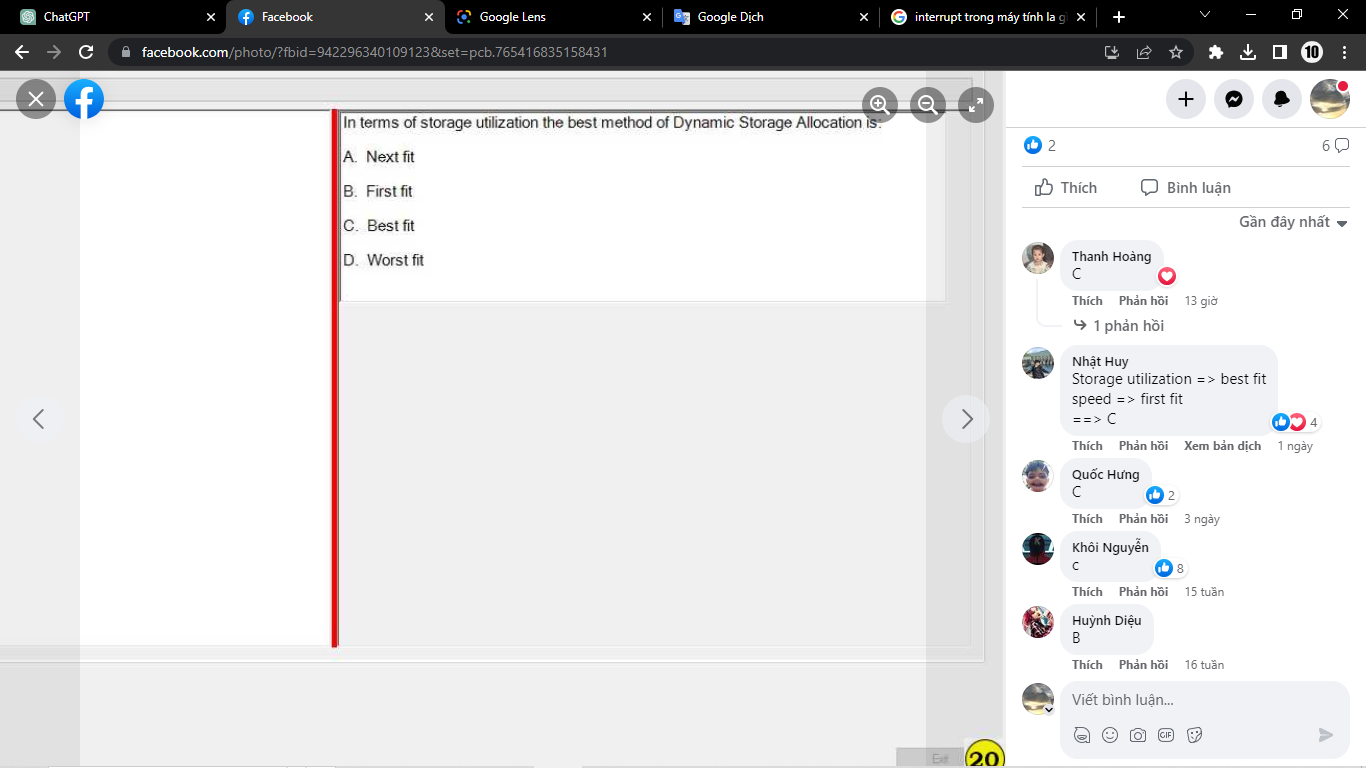 ChatGPT
Facebook
Google Lens
Google Dịch
interrupt trong máy tính la g
facebook.com/photo/?fbid=942296340109123&set=pcb.765416835158431
10
In terms of storage utilization the best method of Dynamic Storage Allocation is:
A. Next fit
B. First fit
C. Best fit
D. Worst fit
Exit
20
2
6
Thích
Bình luận
Gần đây nhất
Thanh Hoàng
C
Thích Phản hồi 13 giờ
1 phản hồi
Nhật Huy
Storage utilization => best fit
speed => first fit
==> C
4
Thích Phản hồi Xem bản dịch 1 ngày
Quốc Hưng
C
2
Thích Phản hồi 3 ngày
Khôi Nguyễn
c
8
Thích Phản hồi 15 tuần
Huỳnh Diệu
B
Thích Phản hồi 16 tuần
Viết bình luận...
GIF